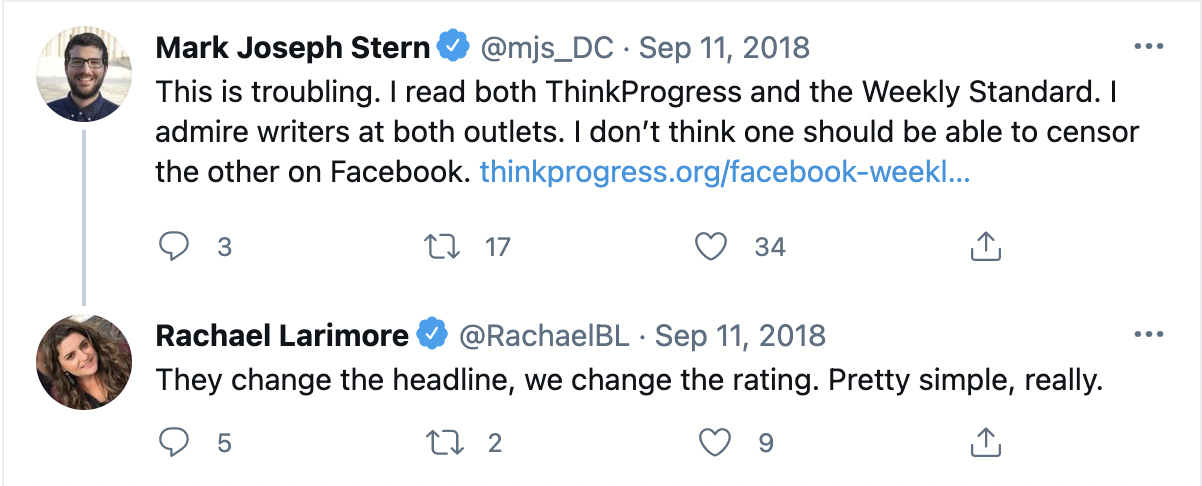 Mark Joseph Stern @mjs_DC · Sep 11, 2018
This is troubling. I read both ThinkProgress and the Weekly Standard. I
admire writers at both outlets. I don’t think one should be able to censor
the other on Facebook. thinkprogress.org/facebook-weekl...
3 17 34
Rachael Larimore @RachaelBL · Sep 11, 2018
They change the headline, we change the rating. Pretty simple, really.
5 2 9